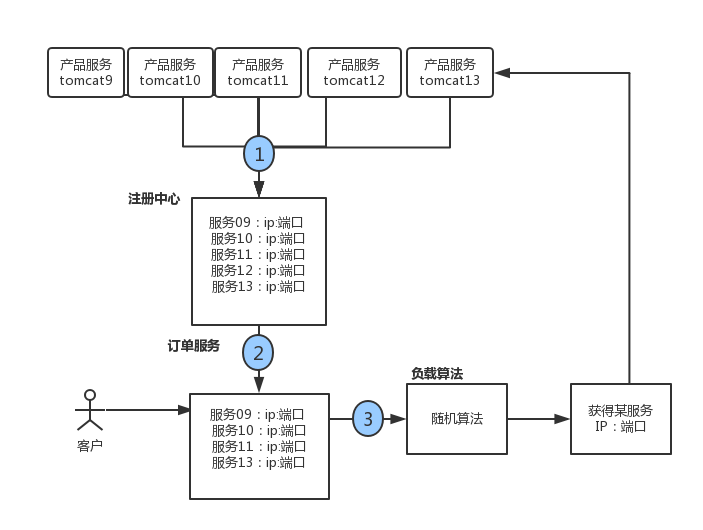 产品服务
tomcat9
产品服务
tomcat10
产品服务
tomcat11
产品服务
tomcat12
产品服务
tomcat13
1
注册中心
服务09：ip:端口
服务10：ip:端口
服务11：ip:端口
服务12：ip:端口
服务13：ip:端口
订单服务
2
客户
服务09：ip:端口
服务10：ip:端口
服务11：ip:端口
服务13：ip:端口
3
负载算法
随机算法
获得某服务
IP：端口